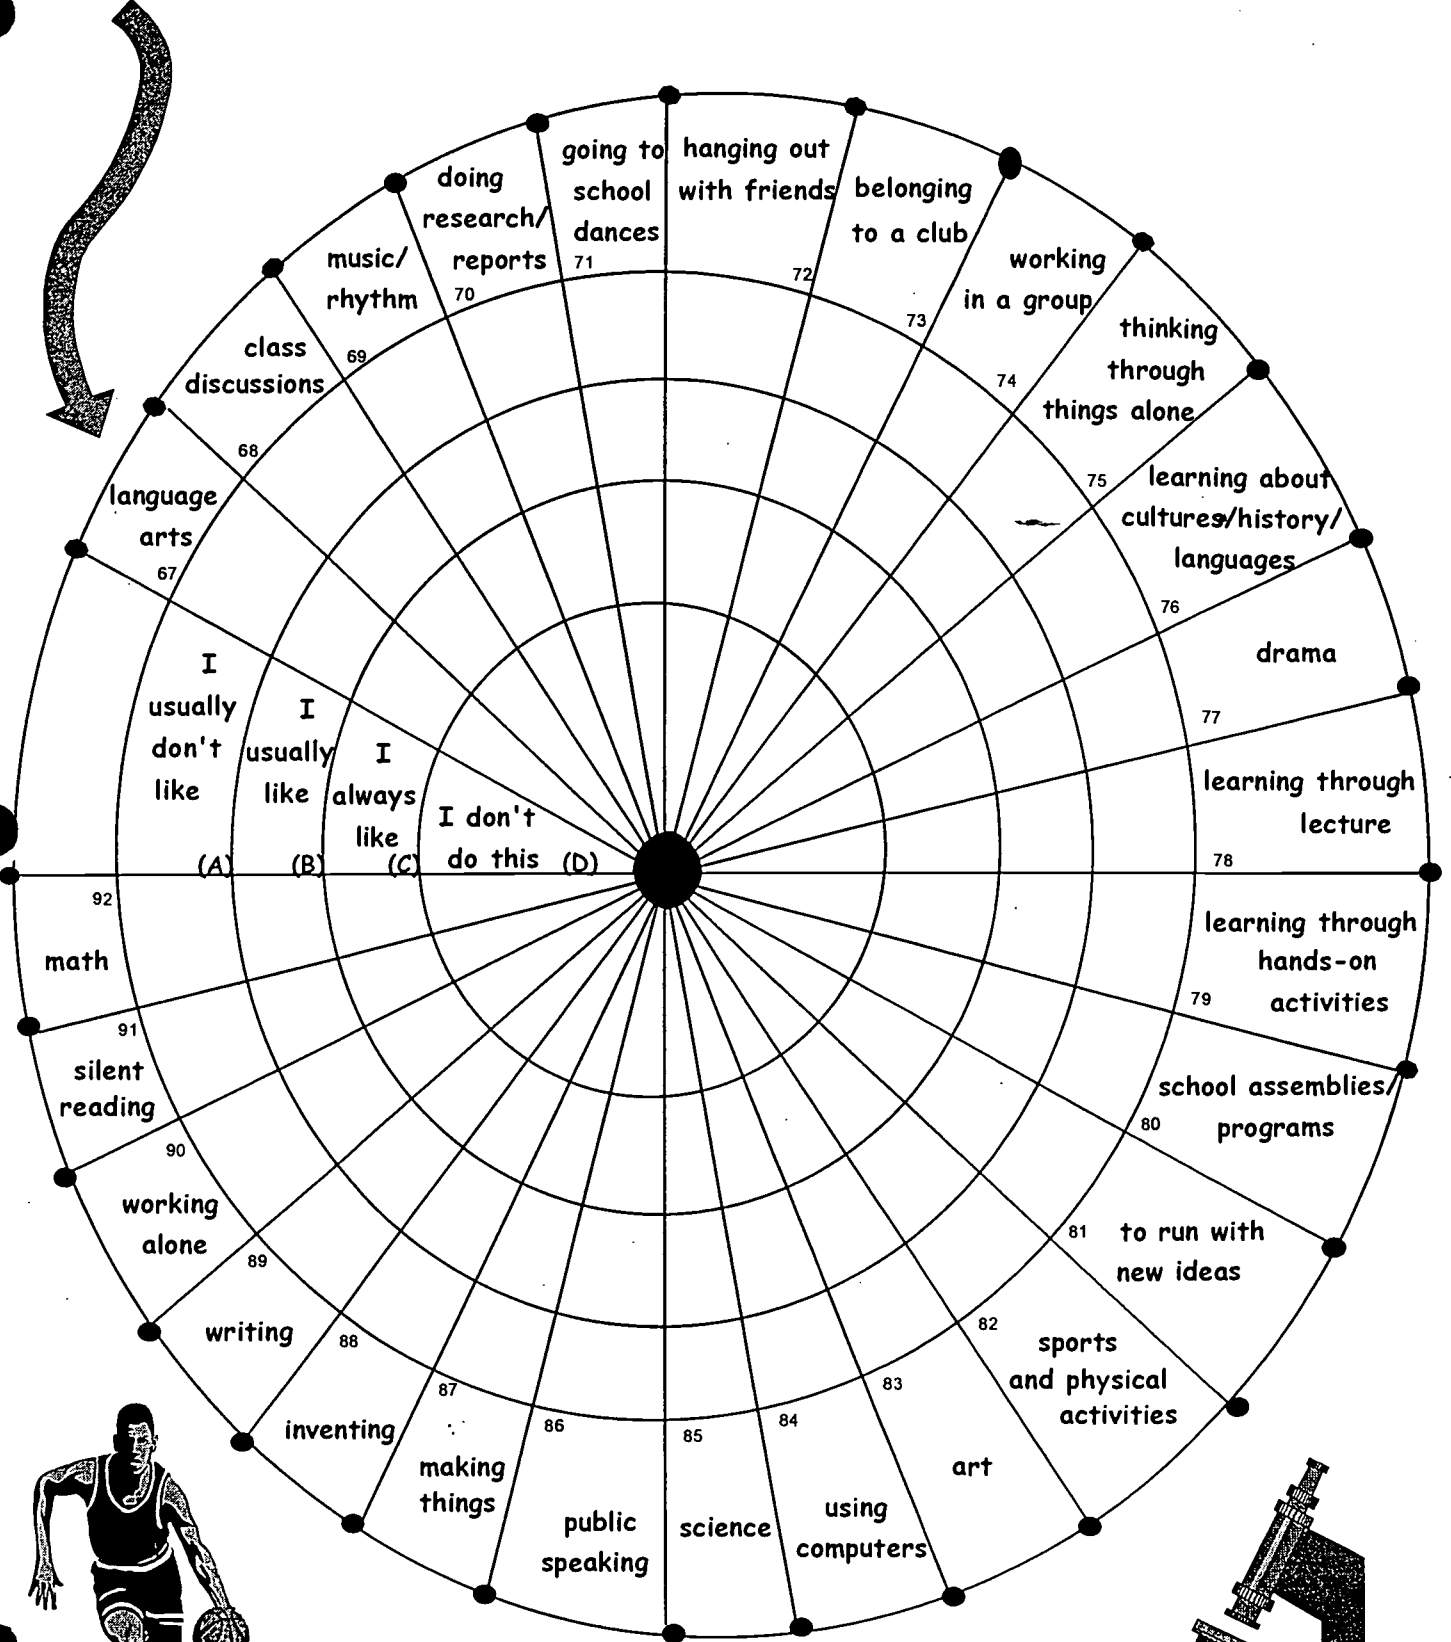 language
arts
67
class
discussions
68
music/
rhythm
69
doing
research/
reports
70
going to
school
dances
71
hanging out
with friends
72
belonging
to a club
73
working
in a group
74
thinking
through
things alone
75
learning about
cultures/history/
languages
76
drama
77
learning through
lecture
78
learning through
hands-on
activities
79
school assemblies/
programs
80
to run with
new ideas
81
sports
and physical
activities
82
art
83
using
computers
84
science
85
public
speaking
86
making
things
87
inventing
88
writing
89
working
alone
90
silent
reading
91
math
92
I
usually
don't
like
(A)
I
usually
like
(B)
I
always
like
(C)
I don't
do this (D)